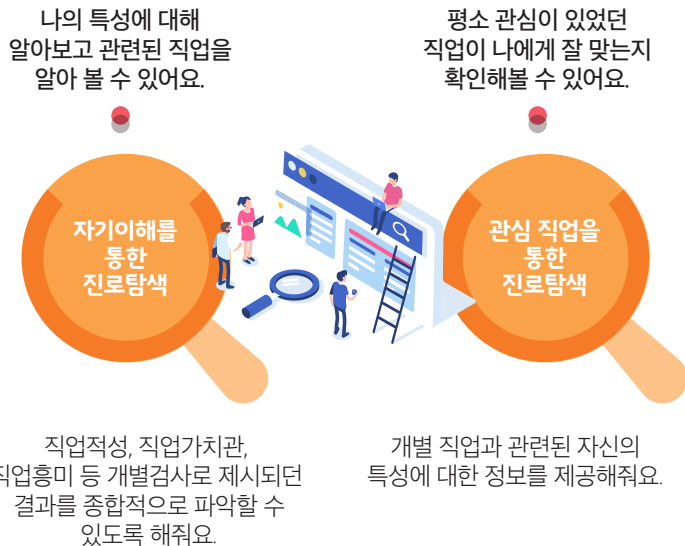 나의 특성에 대해
알아보고 관련된 직업을
알아 볼 수 있어요.
평소 관심이 있었던
직업이 나에게 잘 맞는지
확인해볼 수 있어요.
자기이해를
통한
진로탐색
관심 직업을
통한
진로탐색
직업적성, 직업가치관,
직업흥미 등 개별검사로 제시되던
결과를 종합적으로 파악할 수
있도록 해줘요.
개별 직업과 관련된 자신의
특성에 대한 정보를 제공해줘요.